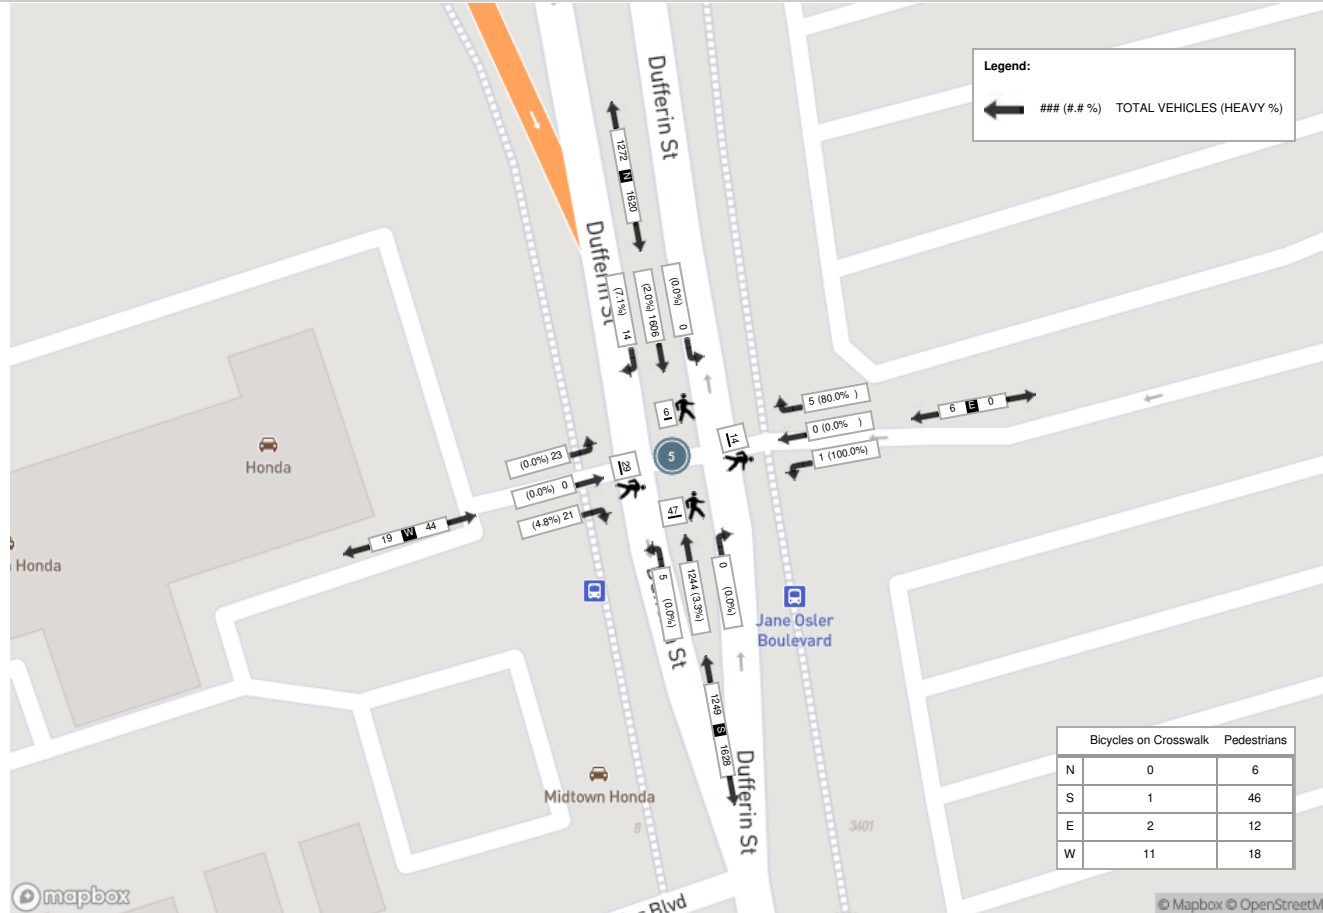 Legend:
### (#.# %) TOTAL VEHICLES (HEAVY %)
Dufferin St
1272 N 1620
Dufferin St
(7.1%) 14
(2.0%) 1606
(0.0%) 0
6
14
5 (80.0% )
0 (0.0% )
1 (100.0%)
6 E 0
Honda
(0.0%) 23
(0.0%) 0
(4.8%) 21
29
5
47
19 W 44
Honda
5 (0.0%)
1244 (3.3%)
0 (0.0%)
St
Jane Osler
Boulevard
1249 S 1628
Dufferin St
Midtown Honda
8
3401
Bicycles on Crosswalk Pedestrians
N 0 6
S 1 46
E 2 12
W 11 18
Blvd
mapbox
© Mapbox © OpenStreetM